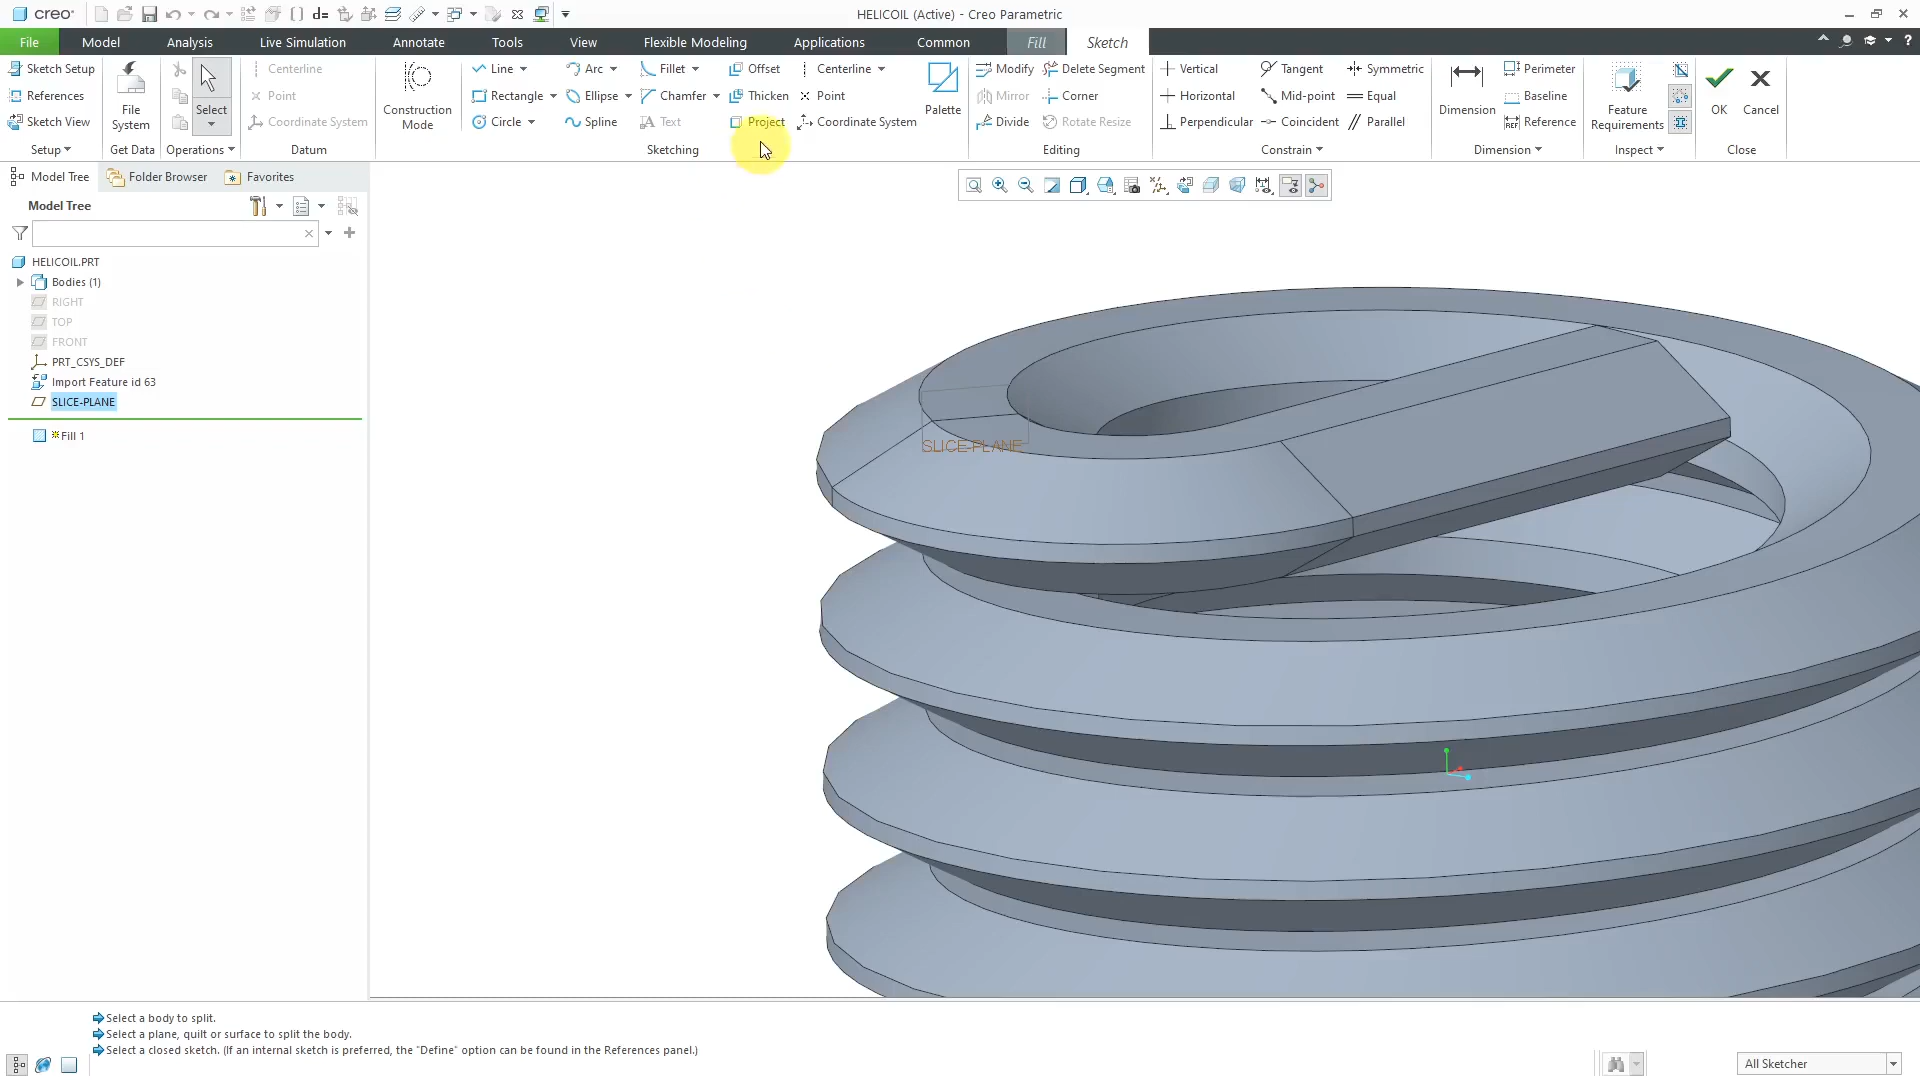 creo
d=
HELICOIL (Active) - Creo Parametric
File
Model
Analysis
Live Simulation
Annotate
Tools
View
Flexible Modeling
Applications
Common
Fill
Sketch
Sketch Setup
References
Sketch View
Setup
File System
Get Data
Select
Operations
Centerline
Point
Coordinate System
Datum
Construction Mode
Line
Rectangle
Circle
Arc
Ellipse
Spline
Fillet
Chamfer
Text
Offset
Thicken
Project
Centerline
Point
Coordinate System
Palette
Sketching
Modify
Mirror
Divide
Delete Segment
Corner
Rotate Resize
Editing
Vertical
Horizontal
Perpendicular
Tangent
Mid-point
Coincident
Symmetric
Equal
Parallel
Constrain
Dimension
Perimeter
Baseline
REF Reference
Dimension
Feature Requirements
Inspect
OK
Cancel
Close
Model Tree
Folder Browser
Favorites
Model Tree
HELICOIL.PRT
Bodies (1)
RIGHT
TOP
FRONT
PRT_CSYS_DEF
Import Feature id 63
SLICE-PLANE
Fill 1
SLICE-PLANE
Select a body to split.
Select a plane, quilt or surface to split the body.
Select a closed sketch. (If an internal sketch is preferred, the "Define" option can be found in the References panel.)
All Sketcher